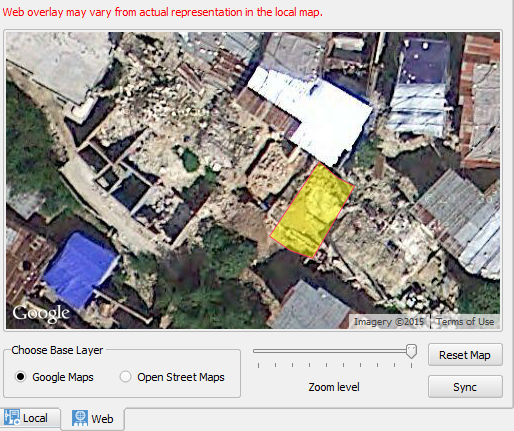 Web overlay may vary from actual representation in the local map.
Google
Imagery ©2015
Terms of Use
Choose Base Layer
Google Maps
Open Street Maps
Zoom level
Reset Map
Sync
Local
Web